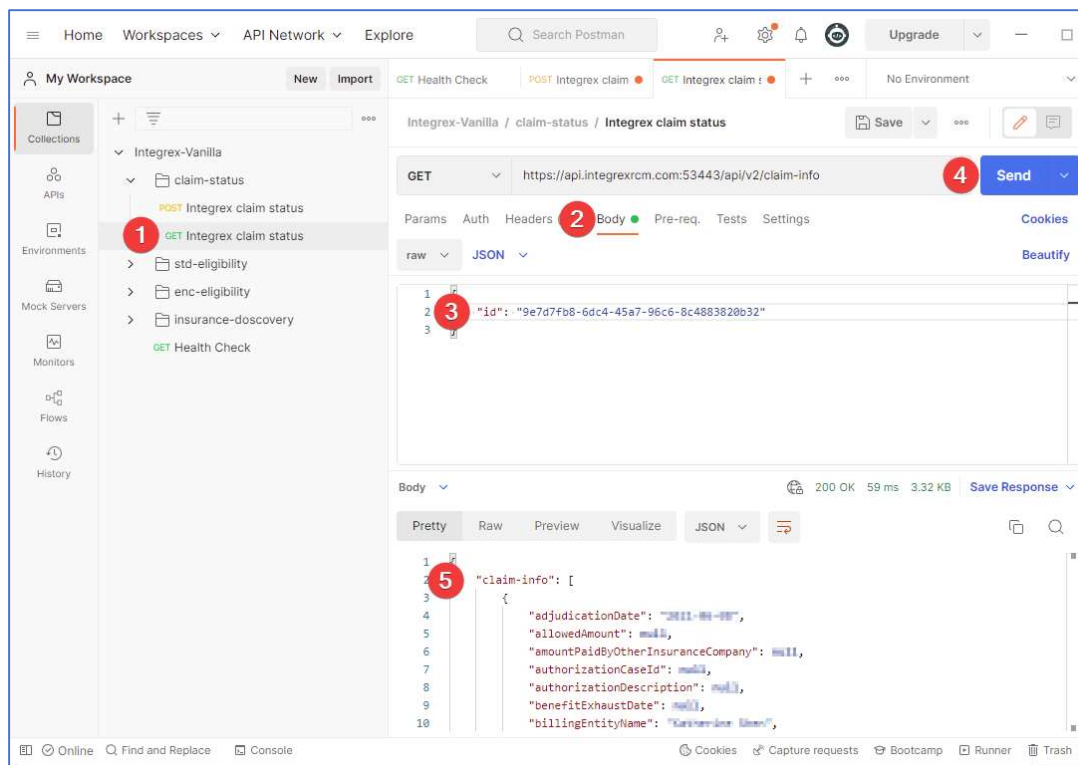 Home Workspaces API Network Explore Search Postman Upgrade
My Workspace New Import GET Health Check POST Integrex claim GET Integrex claim s No Environment
Collections
APIs
Environments
Mock Servers
Monitors
Flows
History
Integrex-Vanilla
claim-status
POST Integrex claim status
1 GET Integrex claim status
std-eligibility
enc-eligibility
insurance-doscovery
GET Health Check
Integrex-Vanilla / claim-status / Integrex claim status Save
GET https://api.integrexrcm.com:53443/api/v2/claim-info 4 Send
Params Auth Headers 2 Body Pre-req. Tests Settings Cookies
raw JSON Beautify
1 {
2 3 "id": "9e7d7fb8-6dc4-45a7-96c6-8c4883820b32"
3 }
Body 200 OK 59 ms 3.32 KB Save Response
Pretty Raw Preview Visualize JSON
1 {
2 5 "claim-info": [
3 {
4 "adjudicationDate":
5 "allowedAmount":
6 "amountPaidByOtherInsuranceCompany":
7 "authorizationCaseId":
8 "authorizationDescription":
9 "benefitExhaustDate":
10 "billingEntityName":
Online Find and Replace Console Cookies Capture requests Bootcamp Runner Trash